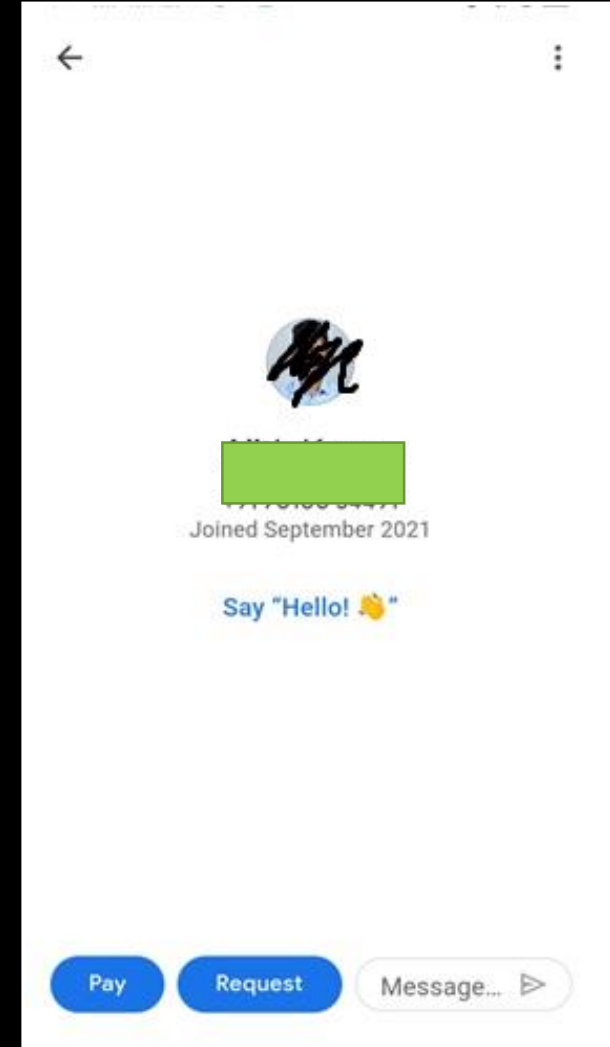 Joined September 2021
Say “Hello! 👋”
Pay
Request
Message...